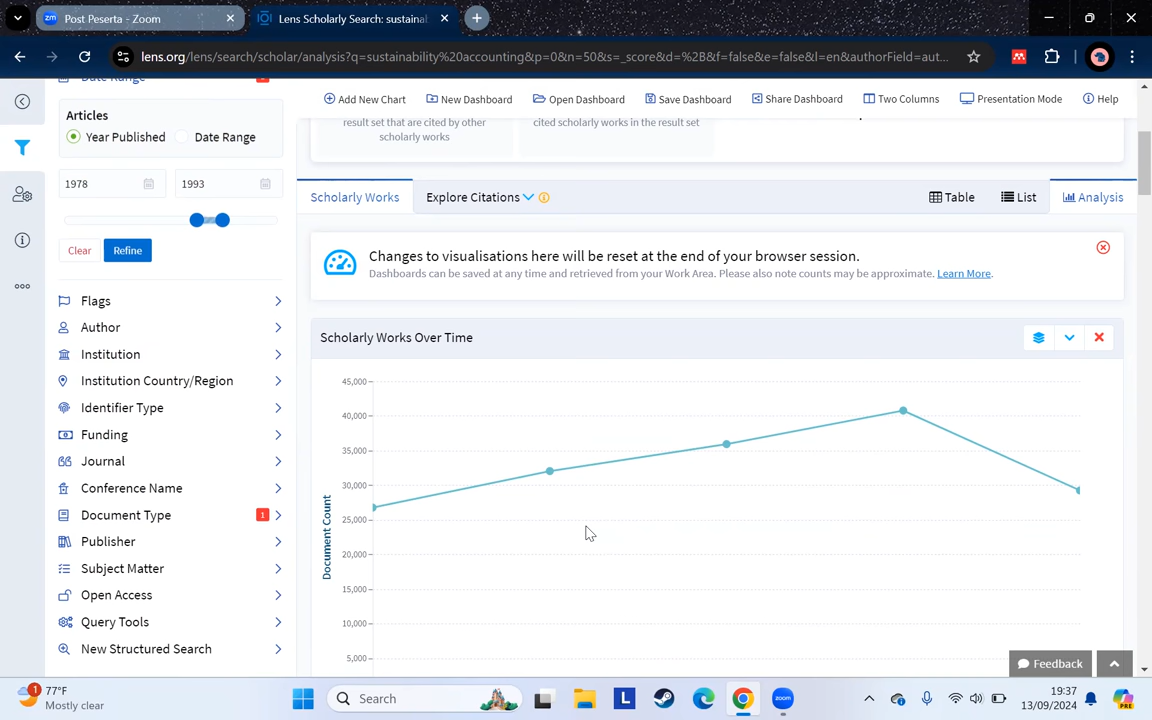 Post Peserta - Zoom
Lens Scholarly Search: sustaina
lens.org/lens/search/scholar/analysis?q=sustainability%20accounting&p=0&n=50&s=_score&d=%2B&f=false&e=false&l=en&authorField=aut...
Date Range
Add New Chart
New Dashboard
Open Dashboard
Save Dashboard
Share Dashboard
Two Columns
Presentation Mode
Help
Articles
Year Published
Date Range
1978
1993
Clear
Refine
result set that are cited by other
scholarly works
cited scholarly works in the result set
Scholarly Works
Explore Citations
Table
List
Analysis
Changes to visualisations here will be reset at the end of your browser session.
Dashboards can be saved at any time and retrieved from your Work Area. Please also note counts may be approximate. Learn More.
Flags
Author
Institution
Institution Country/Region
Identifier Type
Funding
Journal
Conference Name
Document Type
1
Publisher
Subject Matter
Open Access
Query Tools
New Structured Search
Scholarly Works Over Time
45,000
40,000
35,000
30,000
25,000
20,000
15,000
10,000
5,000
Document Count
Feedback
1
77°F
Mostly clear
Search
L
zoom
19:37
13/09/2024
PRE